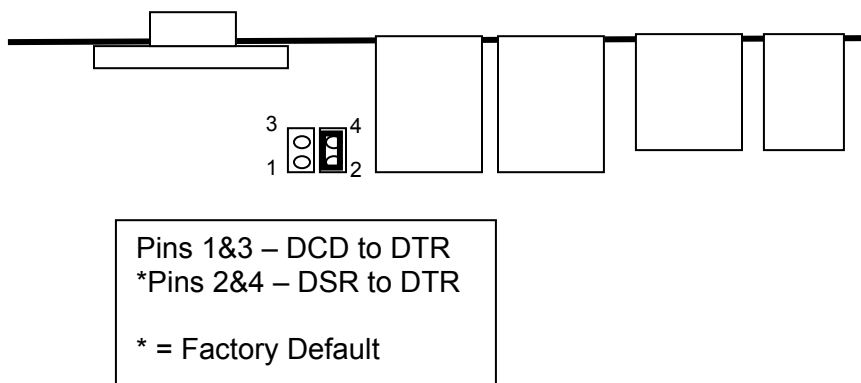 3 4
1 2
Pins 1&3 – DCD to DTR
*Pins 2&4 – DSR to DTR
* = Factory Default